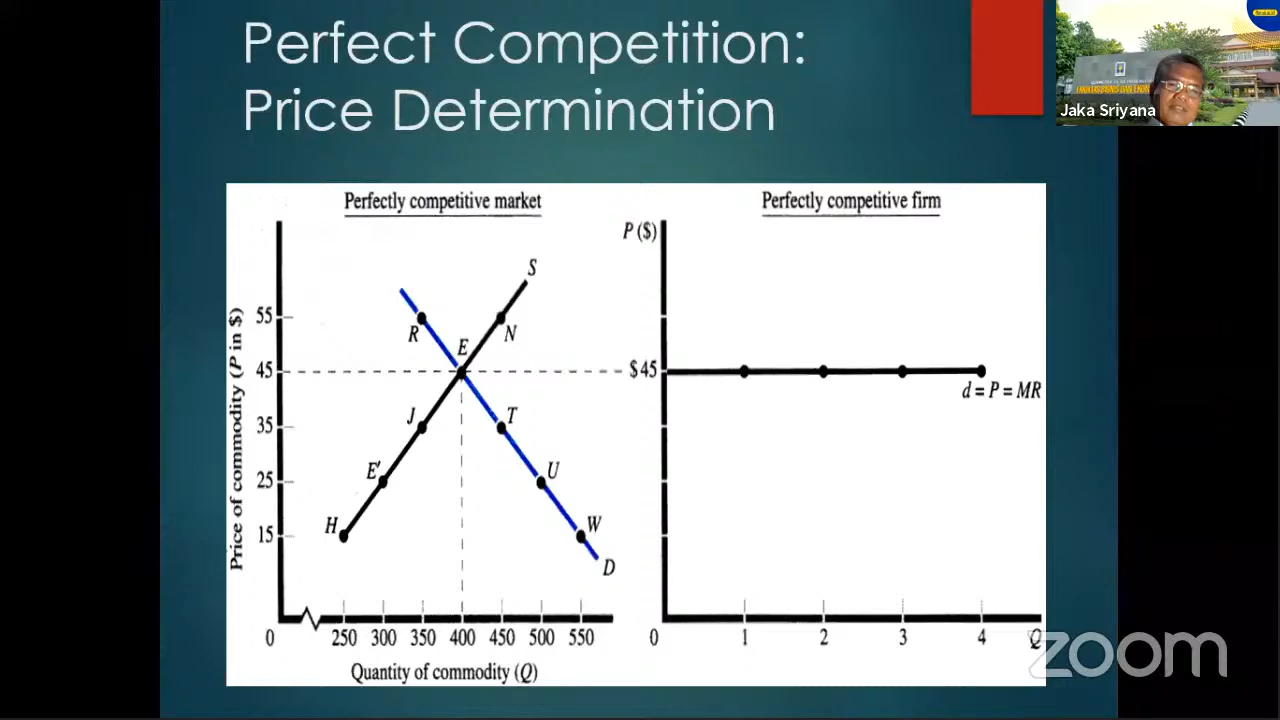 Perfect Competition:
Price Determination
Jaka Sriyana
Perfectly competitive market
Perfectly competitive firm
P ($)
S
55
R
N
E
45
$45
d = P = MR
J
T
35
E'
U
25
H
W
15
D
Price of commodity (P in $)
0
250
300
350
400
450
500
550
0
1
2
3
4
Q
Quantity of commodity (Q)
zoom